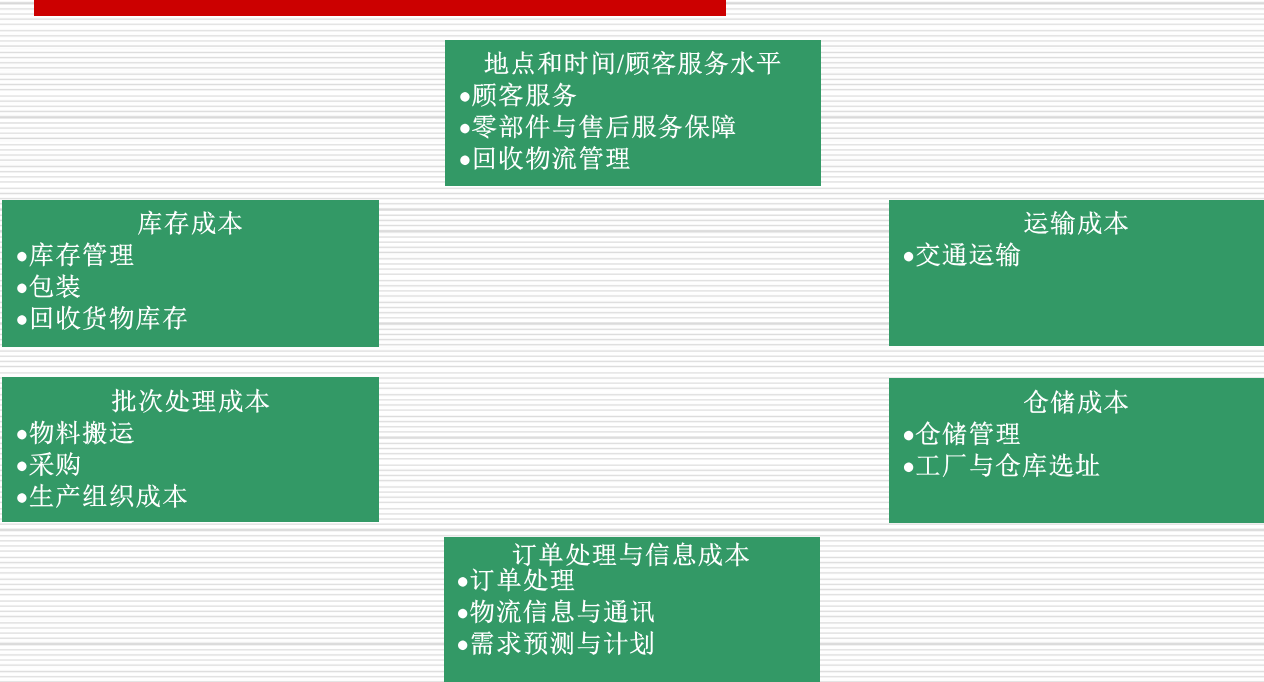 地点和时间/顾客服务水平
●顾客服务
●零部件与售后服务保障
●回收物流管理
库存成本
●库存管理
●包装
●回收货物库存
运输成本
●交通运输
批次处理成本
●物料搬运
●采购
●生产组织成本
仓储成本
●仓储管理
●工厂与仓库选址
订单处理与信息成本
●订单处理
●物流信息与通讯
●需求预测与计划